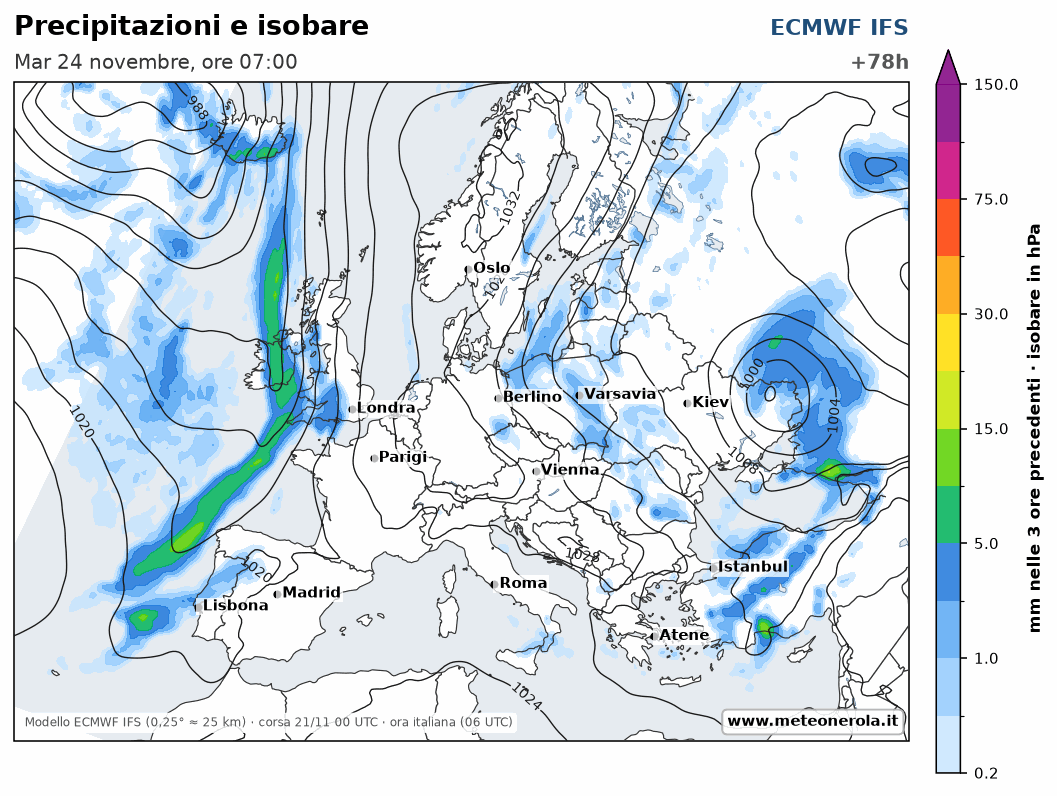 Precipitazioni e isobare
ECMWF IFS
Mar 24 novembre, ore 07:00
+78h
988
1032
Oslo
1020
Londra
Berlino
Varsavia
Kiev
1000
1004
1008
Parigi
Vienna
1020
1028
Istanbul
Roma
Madrid
Lisbona
Atene
1024
Modello ECMWF IFS (0,25° ≈ 25 km) · corsa 21/11 00 UTC · ora italiana (06 UTC)
www.meteonerola.it
150.0
75.0
30.0
15.0
5.0
1.0
0.2
mm nelle 3 ore precedenti · isobare in hPa